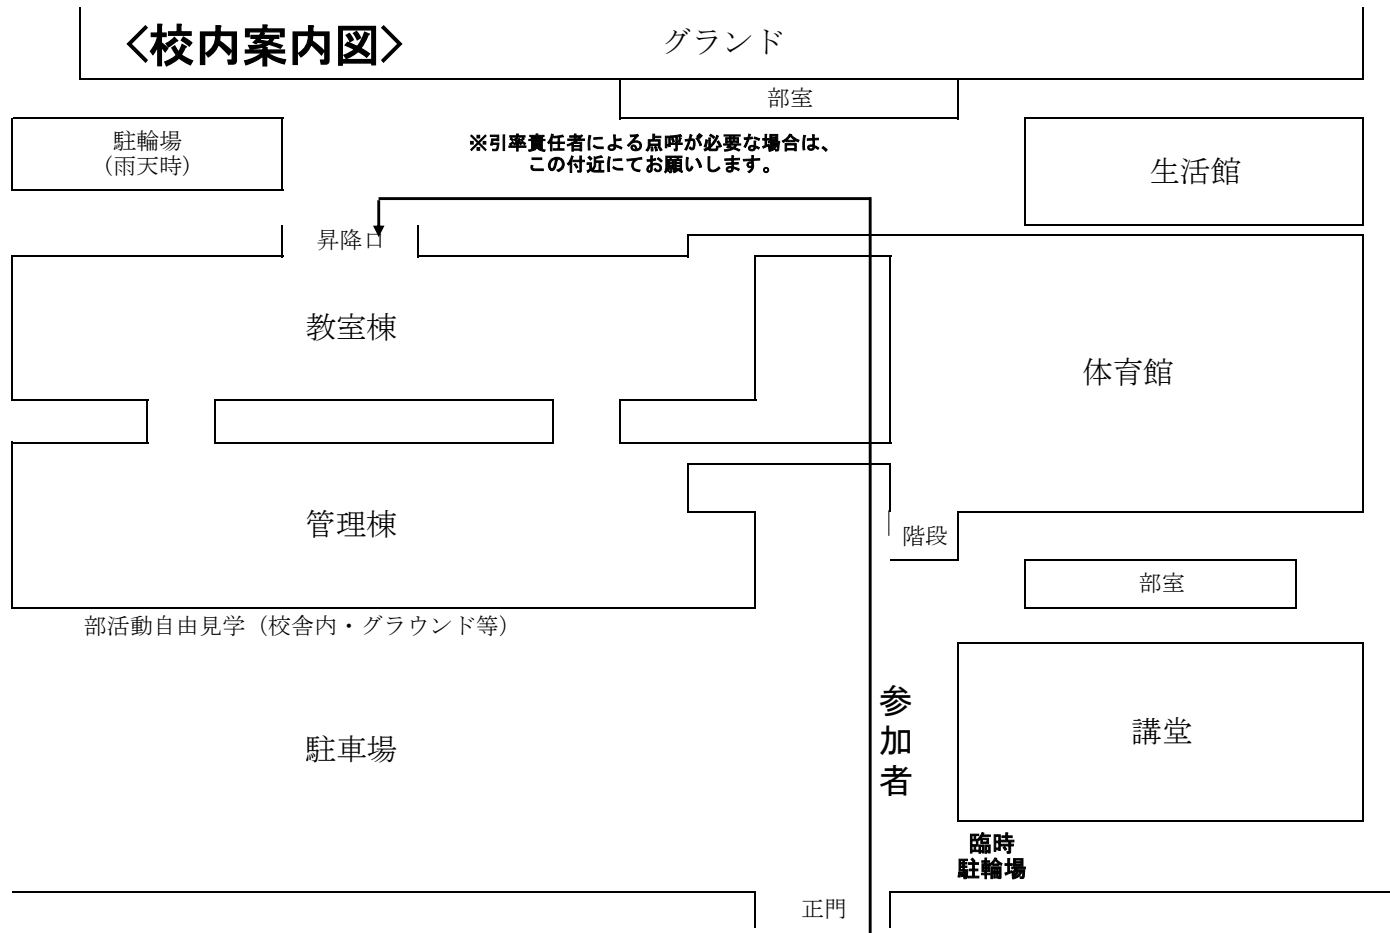 〈校内案内図〉
グランド
部室
駐輪場
（雨天時）
※引率責任者による点呼が必要な場合は、
この付近にてお願いします。
生活館
昇降口
教室棟
体育館
管理棟
階段
部室
部活動自由見学（校舎内・グラウンド等）
参加者
講堂
駐車場
臨時
駐輪場
正門